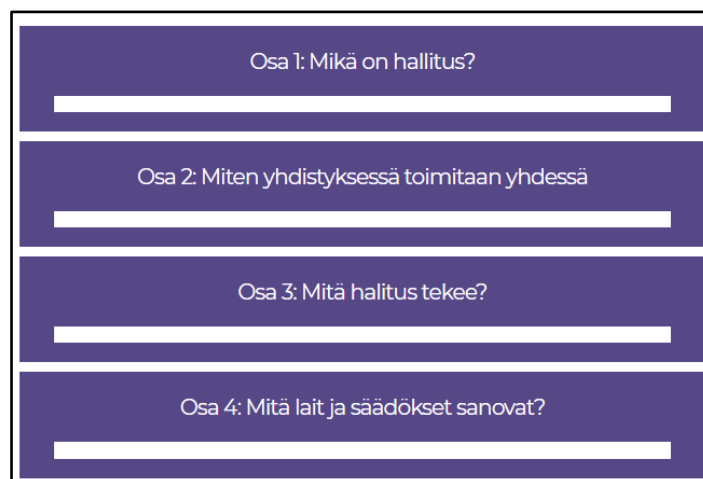 Osa 1: Mikä on hallitus?
Osa 2: Miten yhdistyksessä toimitaan yhdessä
Osa 3: Mitä halitus tekee?
Osa 4: Mitä lait ja säädökset sanovat?